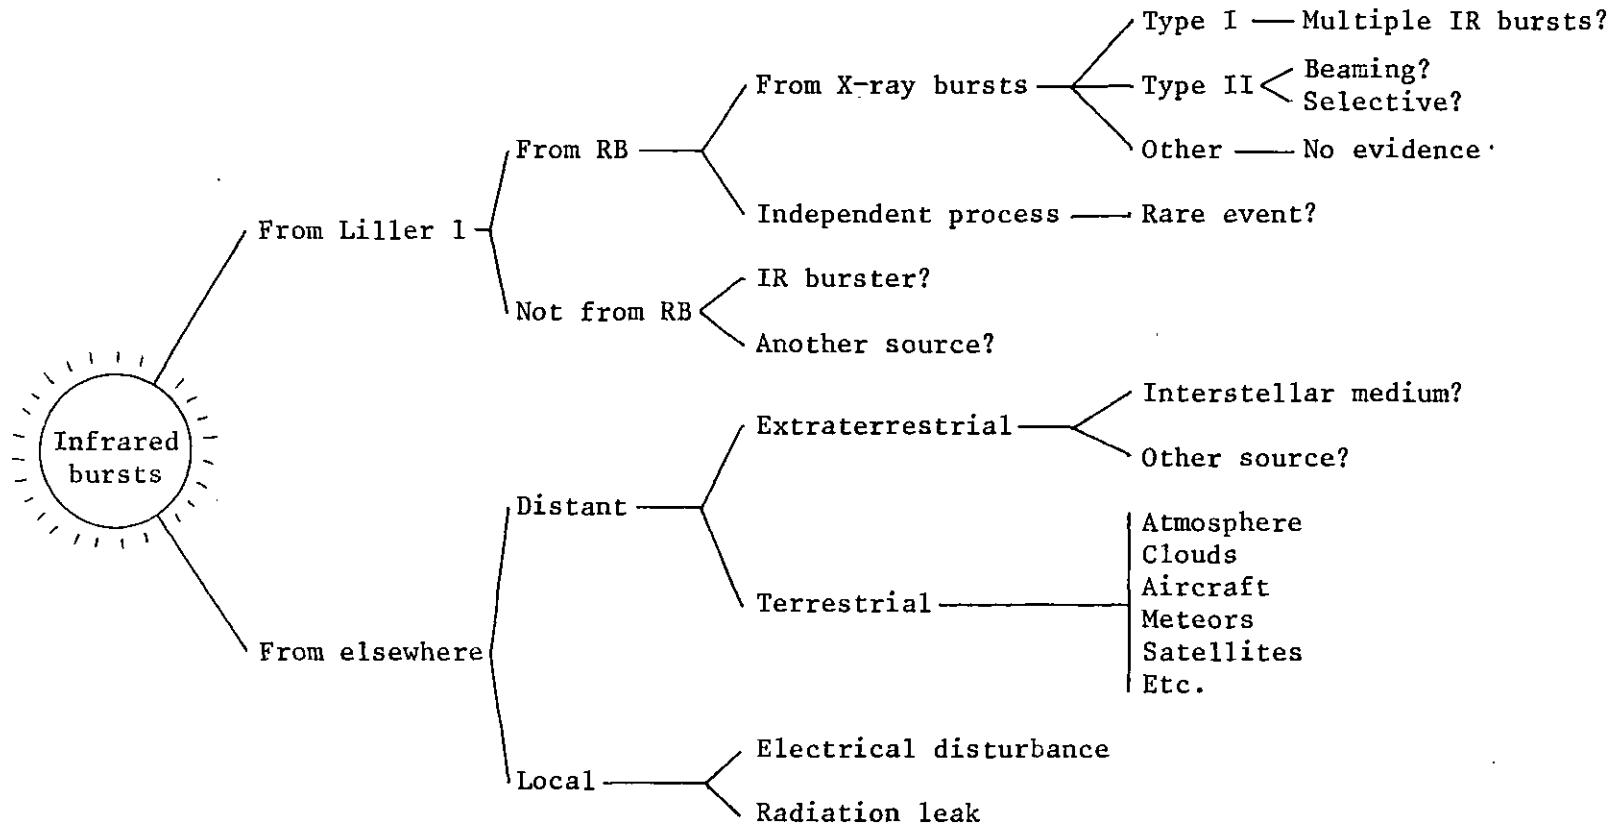 Infrared
bursts
From Liller 1
From RB
From X-ray bursts
Type I
Multiple IR bursts?
Type II
Beaming?
Selective?
Other
No evidence
Independent process
Rare event?
Not from RB
IR burster?
Another source?
From elsewhere
Distant
Extraterrestrial
Interstellar medium?
Other source?
Terrestrial
Atmosphere
Clouds
Aircraft
Meteors
Satellites
Etc.
Local
Electrical disturbance
Radiation leak